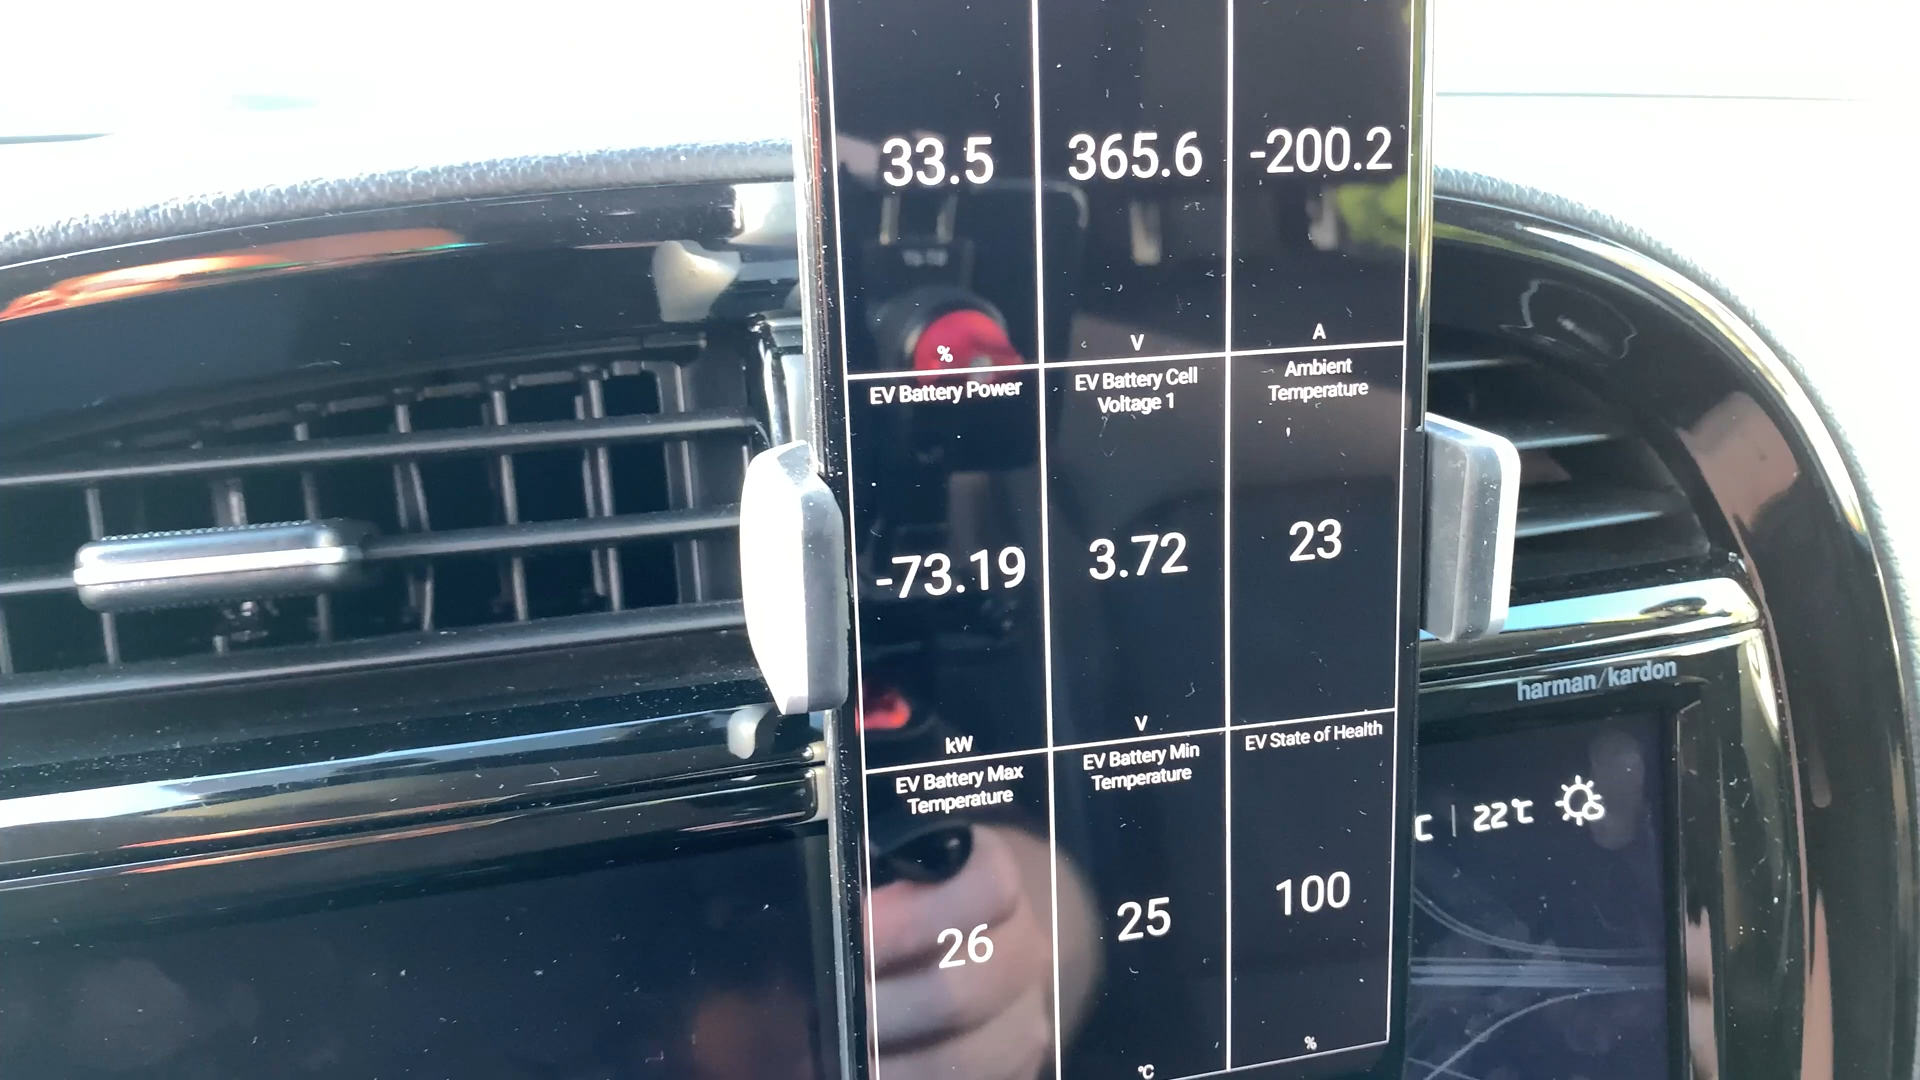 33.5
365.6
-200.2
%
V
A
EV Battery Power
EV Battery Cell
Voltage 1
Ambient
Temperature
-73.19
3.72
23
kW
V
EV Battery Max
Temperature
EV Battery Min
Temperature
EV State of Health
26
25
100
°C
%
harman/kardon
C | 22°C